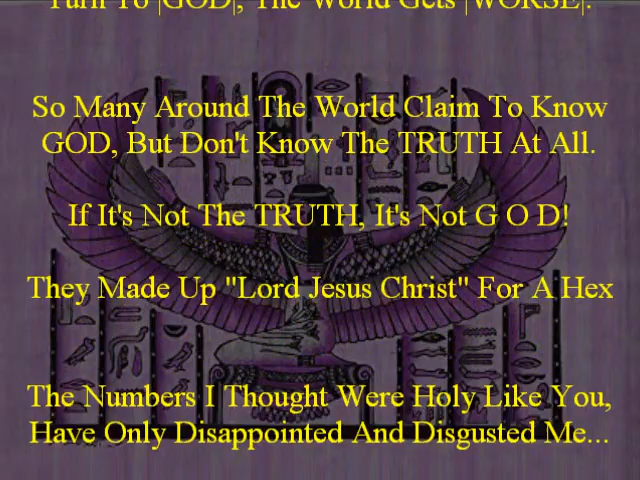 Turn To |GOD|, The World Gets |WORSE|.
So Many Around The World Claim To Know
GOD, But Don't Know The TRUTH At All.
If It's Not The TRUTH, It's Not G O D!
They Made Up "Lord Jesus Christ" For A Hex
The Numbers I Thought Were Holy Like You,
Have Only Disappointed And Disgusted Me...